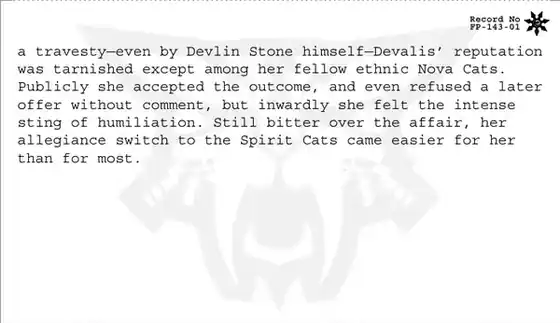 Record No
FP-143-01
a travesty—even by Devlin Stone himself—Devalis’ reputation
was tarnished except among her fellow ethnic Nova Cats.
Publicly she accepted the outcome, and even refused a later
offer without comment, but inwardly she felt the intense
sting of humiliation. Still bitter over the affair, her
allegiance switch to the Spirit Cats came easier for her
than for most.